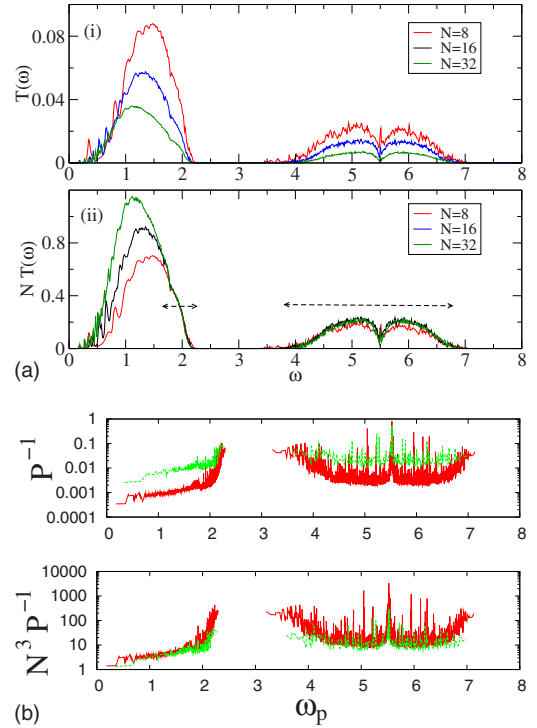 (i)
T(ω)
0.08
0.04
0
N=8
N=16
N=32
0 1 2 3 4 5 6 7 8
(ii)
N T(ω)
0.8
0.4
0
N=8
N=16
N=32
0 1 2 3 4 5 6 7 8
ω
(a)
P⁻¹
1
0.1
0.01
0.001
0.0001
0 1 2 3 4 5 6 7 8
N³ P⁻¹
10000
1000
100
10
1
0 1 2 3 4 5 6 7 8
ωₚ
(b)